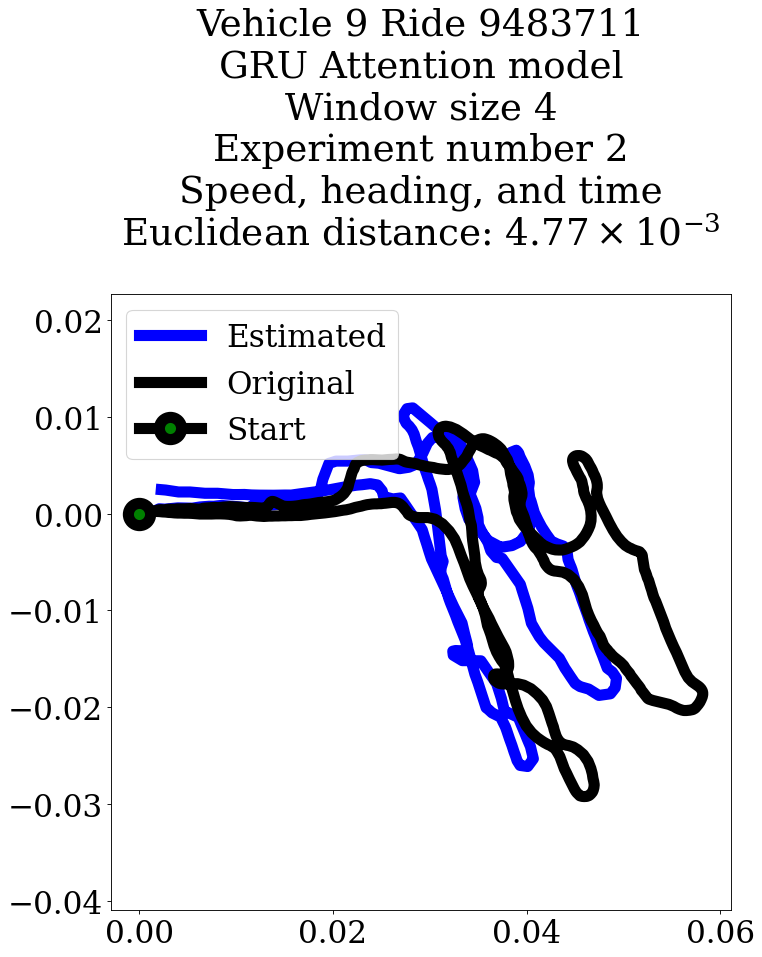 Vehicle 9 Ride 9483711
GRU Attention model
Window size 4
Experiment number 2
Speed, heading, and time
Euclidean distance: 4.77 × 10⁻³
Estimated
Original
Start
0.02
0.01
0.00
−0.01
−0.02
−0.03
−0.04
0.00 0.02 0.04 0.06